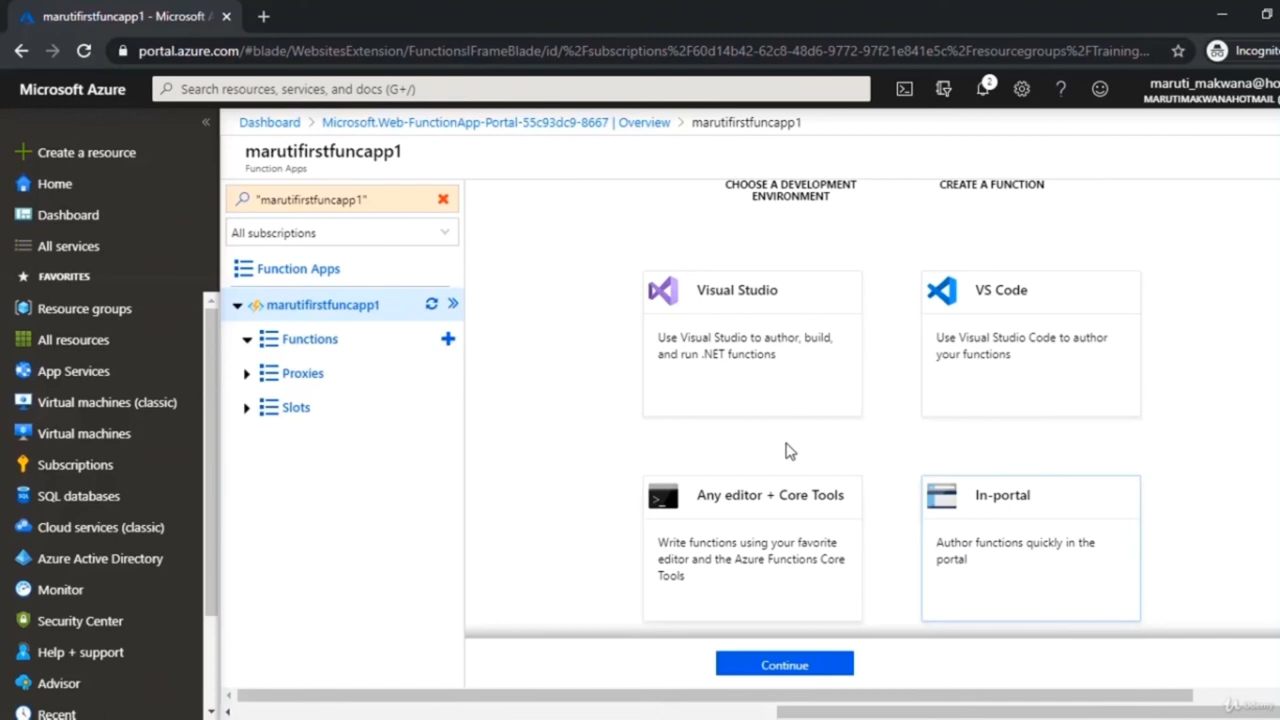 marutifirstfuncapp1 - Microsoft A
portal.azure.com/#blade/WebsitesExtension/FunctionsIFrameBlade/id/%2Fsubscriptions%2F60d14b42-62c8-48d6-9772-97f21e841e5c%2Fresourcegroups%2FTraining...
Incognito
Microsoft Azure
Search resources, services, and docs (G+/)
2
maruti_makwana@ho
MARUTIMAKWANAHOTMAIL (
Create a resource
Home
Dashboard
All services
FAVORITES
Resource groups
All resources
App Services
Virtual machines (classic)
Virtual machines
Subscriptions
SQL databases
Cloud services (classic)
Azure Active Directory
Monitor
Security Center
Help + support
Advisor
Recent
Dashboard > Microsoft.Web-FunctionApp-Portal-55c93dc9-8667 | Overview > marutifirstfuncapp1
marutifirstfuncapp1
Function Apps
"marutifirstfuncapp1"
All subscriptions
Function Apps
marutifirstfuncapp1
Functions
Proxies
Slots
CHOOSE A DEVELOPMENT
ENVIRONMENT
CREATE A FUNCTION
Visual Studio
Use Visual Studio to author, build,
and run .NET functions
VS Code
Use Visual Studio Code to author
your functions
Any editor + Core Tools
Write functions using your favorite
editor and the Azure Functions Core
Tools
In-portal
Author functions quickly in the
portal
Continue
Udemy